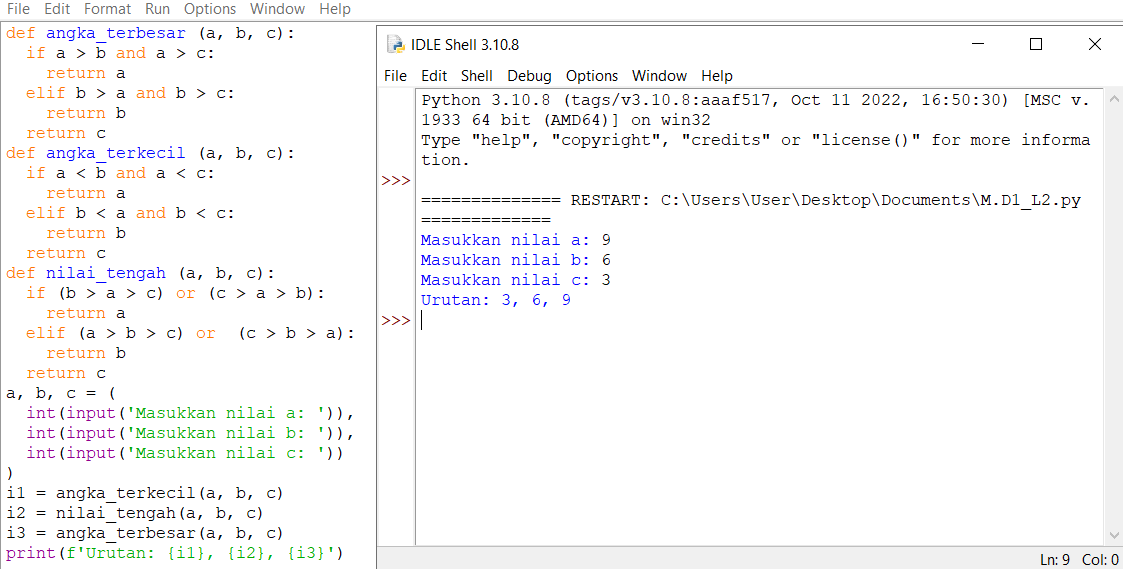 File Edit Format Run Options Window Help
def angka_terbesar (a, b, c):
  if a > b and a > c:
    return a
  elif b > a and b > c:
    return b
  return c
def angka_terkecil (a, b, c):
  if a < b and a < c:
    return a
  elif b < a and b < c:
    return b
  return c
def nilai_tengah (a, b, c):
  if (b > a > c) or (c > a > b):
    return a
  elif (a > b > c) or  (c > b > a):
    return b
  return c
a, b, c = (
  int(input('Masukkan nilai a: ')),
  int(input('Masukkan nilai b: ')),
  int(input('Masukkan nilai c: '))
)
i1 = angka_terkecil(a, b, c)
i2 = nilai_tengah(a, b, c)
i3 = angka_terbesar(a, b, c)
print(f'Urutan: {i1}, {i2}, {i3}')
IDLE Shell 3.10.8
File Edit Shell Debug Options Window Help
Python 3.10.8 (tags/v3.10.8:aaaf517, Oct 11 2022, 16:50:30) [MSC v.
1933 64 bit (AMD64)] on win32
Type "help", "copyright", "credits" or "license()" for more informa
tion.
>>>
============== RESTART: C:\Users\User\Desktop\Documents\M.D1_L2.py
=============
Masukkan nilai a: 9
Masukkan nilai b: 6
Masukkan nilai c: 3
Urutan: 3, 6, 9
>>>
Ln: 9 Col: 0